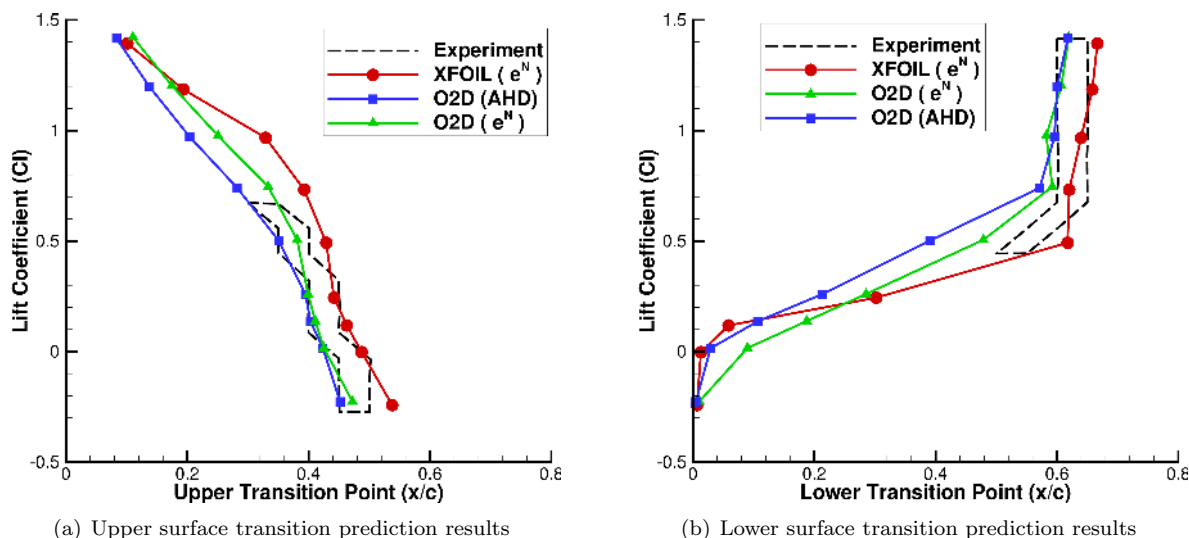 1.5
1
0.5
0
-0.5
Lift Coefficient (Cl)
Experiment
XFOIL ( e^N )
O2D (AHD)
O2D ( e^N )
0 0.2 0.4 0.6 0.8
Upper Transition Point (x/c)
(a) Upper surface transition prediction results
1.5
1
0.5
0
-0.5
Lift Coefficient (Cl)
Experiment
XFOIL ( e^N )
O2D ( e^N )
O2D (AHD)
0 0.2 0.4 0.6 0.8
Lower Transition Point (x/c)
(b) Lower surface transition prediction results